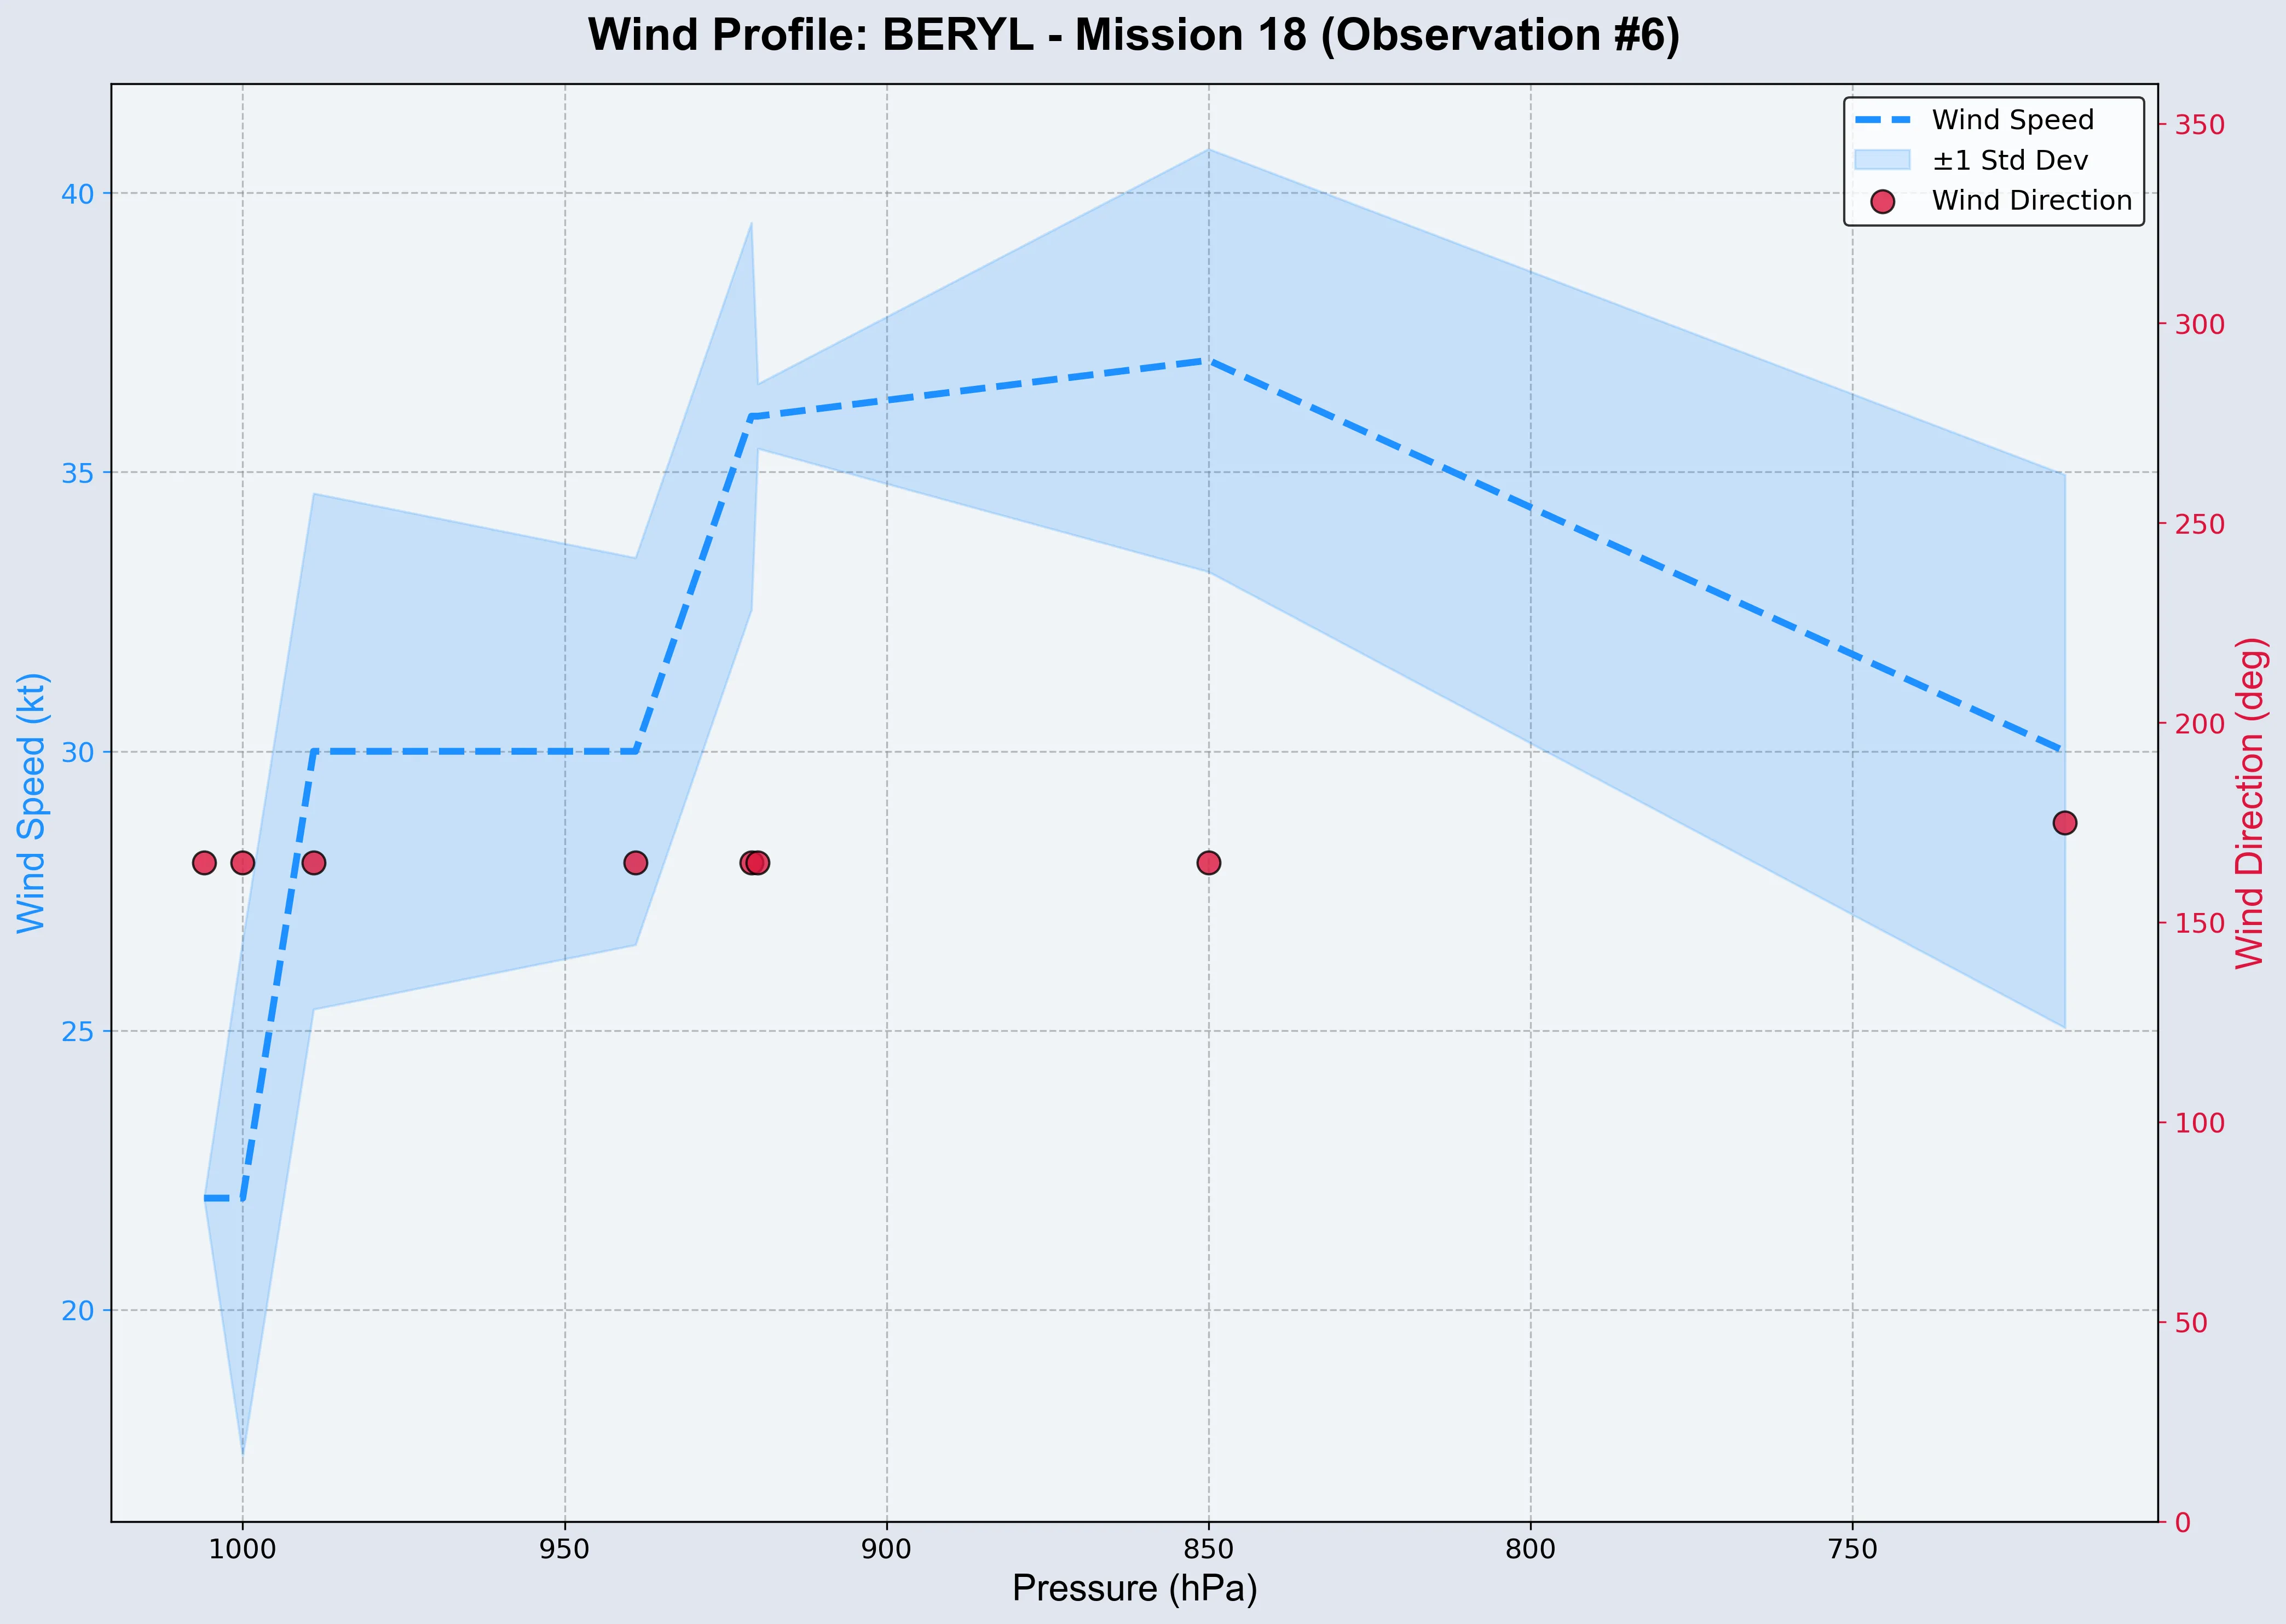 Wind Profile: BERYL - Mission 18 (Observation #6)
Wind Speed
±1 Std Dev
Wind Direction
40
35
30
25
20
Wind Speed (kt)
350
300
250
200
150
100
50
0
Wind Direction (deg)
1000
950
900
850
800
750
Pressure (hPa)